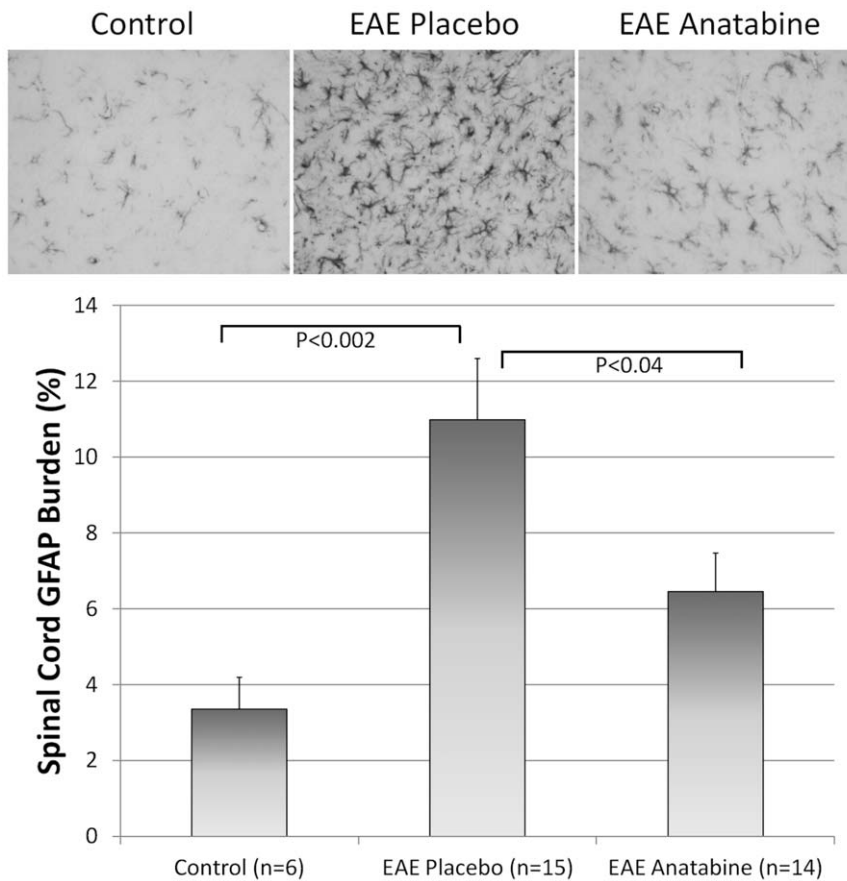 Control EAE Placebo EAE Anatabine
14
P<0.002
P<0.04
12
10
8
6
4
2
0
Spinal Cord GFAP Burden (%)
Control (n=6) EAE Placebo (n=15) EAE Anatabine (n=14)